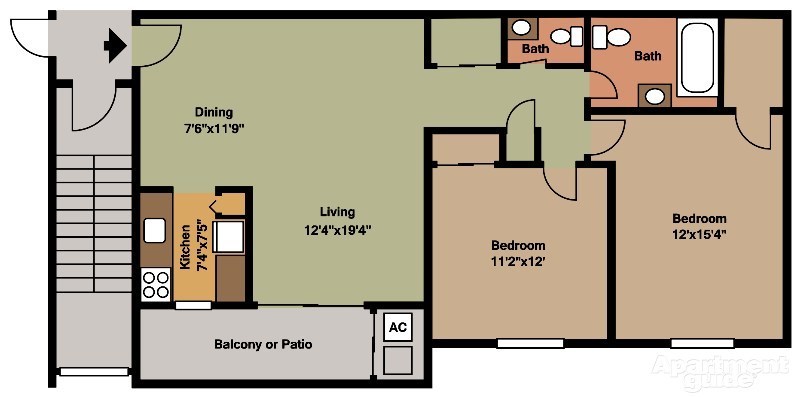 Bath
Bath
Dining
7'6"x11'9"
Living
12'4"x19'4"
Kitchen
7'4"x7'5"
Bedroom
11'2"x12'
Bedroom
12'x15'4"
Balcony or Patio
AC
Apartment
guide